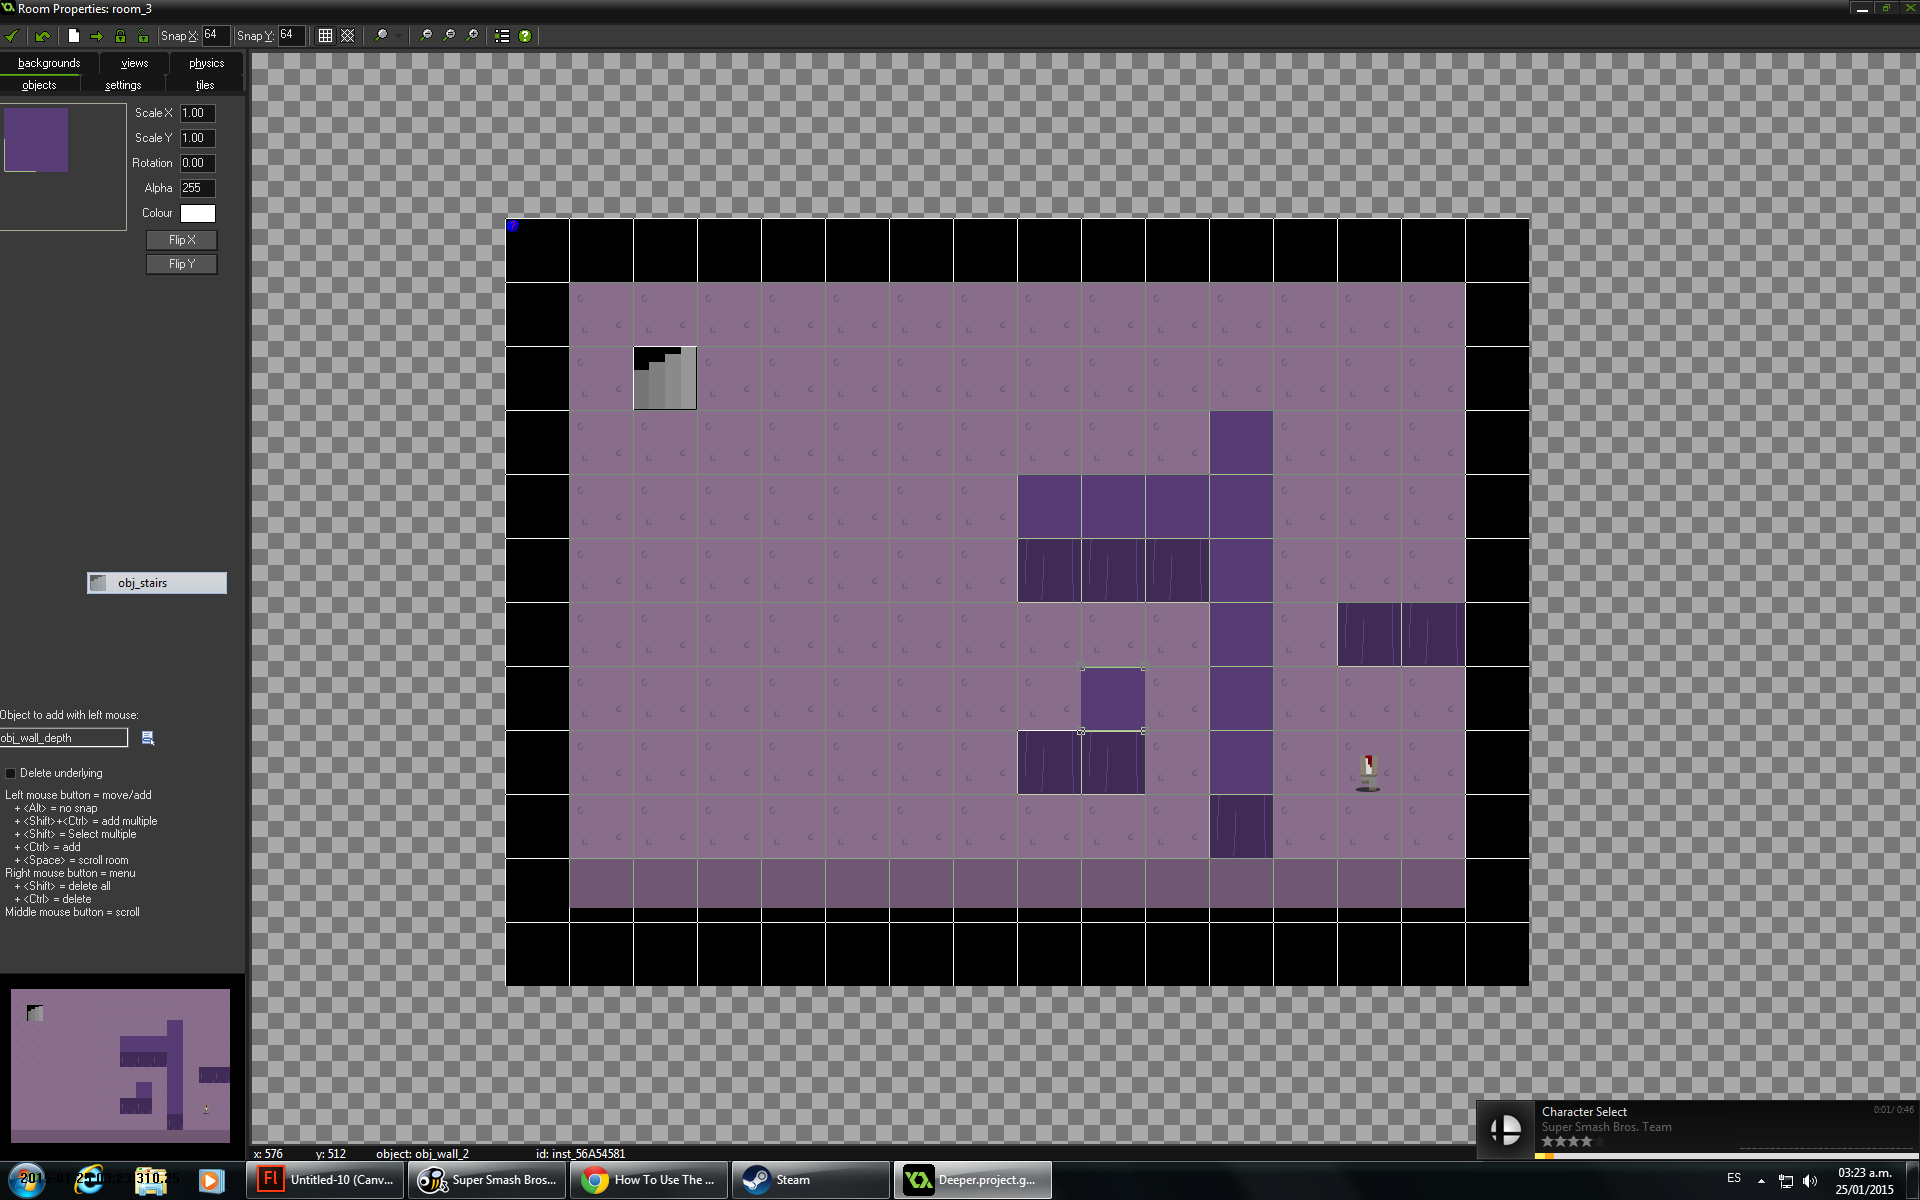 Room Properties: room_3
Snap X: 64 Snap Y: 64
backgrounds views physics
objects settings tiles
Scale X 1.00
Scale Y 1.00
Rotation 0.00
Alpha 255
Colour
Flip X
Flip Y
obj_stairs
Object to add with left mouse:
obj_wall_depth
Delete underlying
Left mouse button = move/add
+ <Alt> = no snap
+ <Shift>+<Ctrl> = add multiple
+ <Shift> = Select multiple
+ <Ctrl> = add
+ <Space> = scroll room
Right mouse button = menu
+ <Shift> = delete all
+ <Ctrl> = delete
Middle mouse button = scroll
Character Select 0:01/ 0:46
Super Smash Bros. Team
x: 576 y: 512 object: obj_wall_2 id: inst_56A54581
Fl Untitled-10 (Canv...
Super Smash Bros...
How To Use The ...
Steam
Deeper.project.g...
ES
03:23 a.m.
25/01/2015